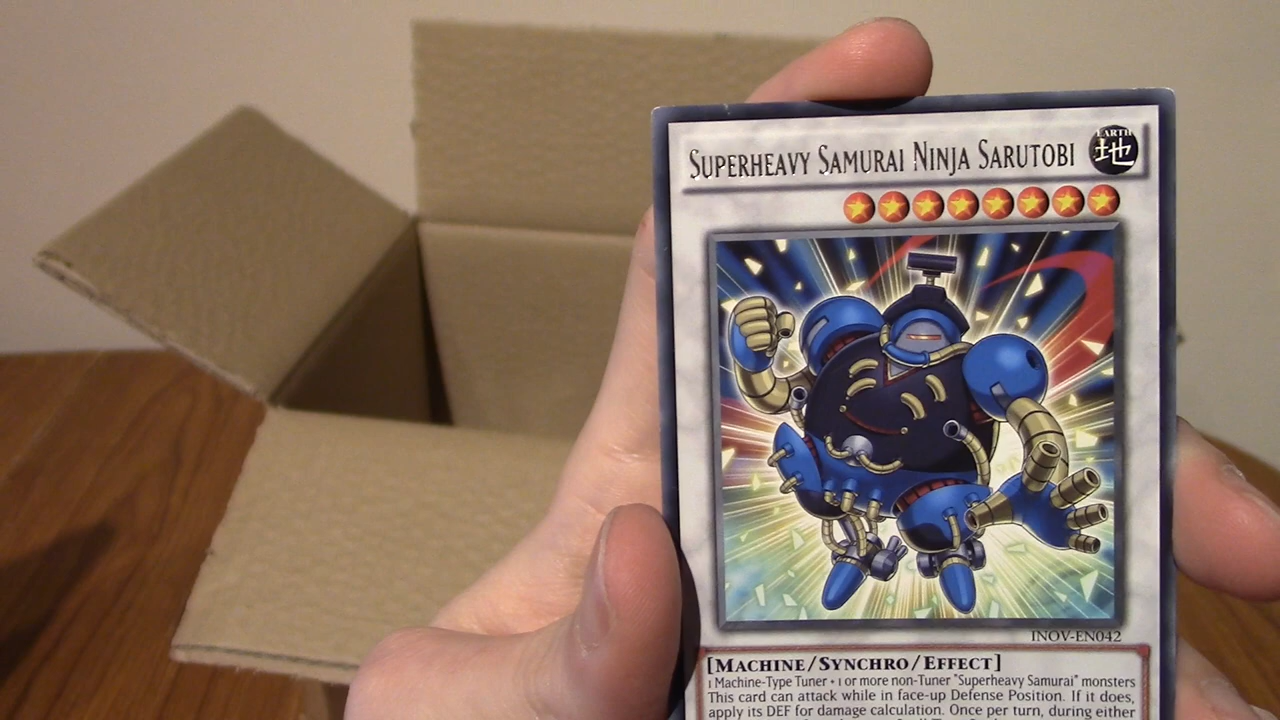 SUPERHEAVY SAMURAI NINJA SARUTOBI
EARTH
地
INOV-EN042
[MACHINE/SYNCHRO/EFFECT]
1 Machine-Type Tuner + 1 or more non-Tuner "Superheavy Samurai" monsters
This card can attack while in face-up Defense Position. If it does,
apply its DEF for damage calculation. Once per turn, during either